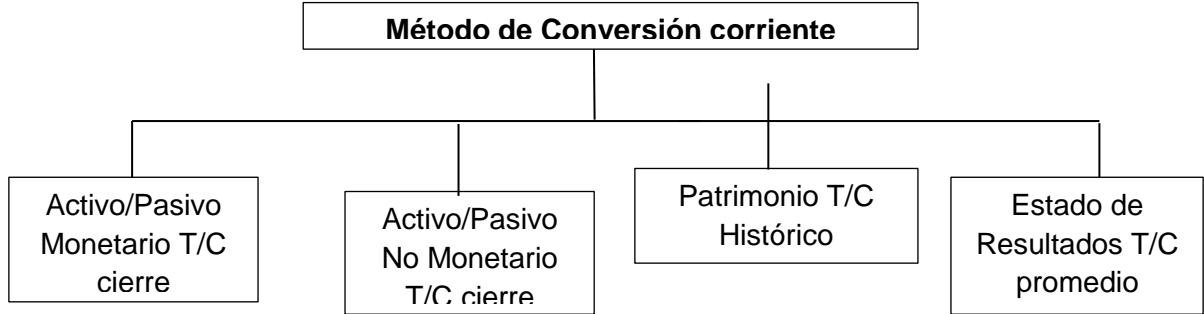 Método de Conversión corriente
Activo/Pasivo
Monetario T/C
cierre
Activo/Pasivo
No Monetario
T/C cierre
Patrimonio T/C
Histórico
Estado de
Resultados T/C
promedio